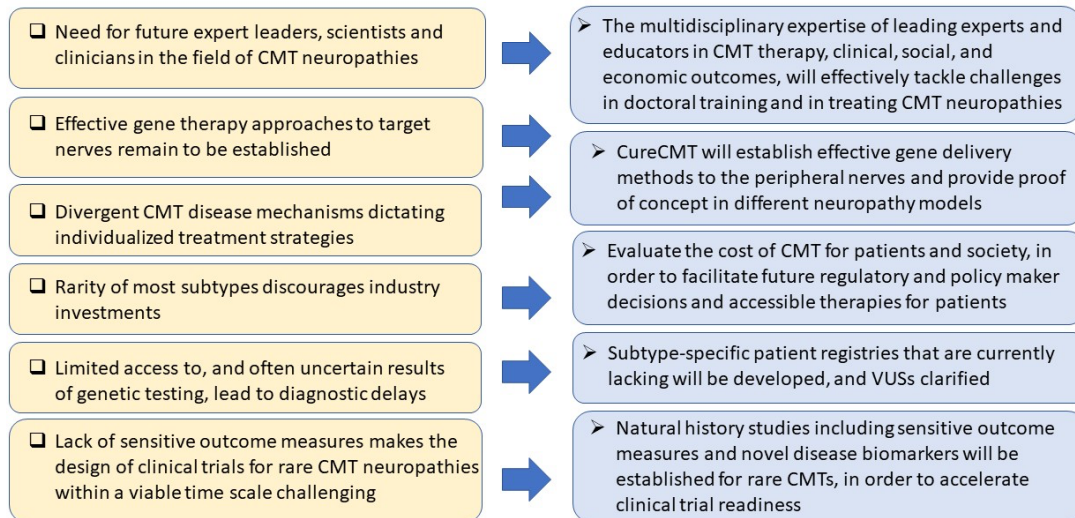 ❑ Need for future expert leaders, scientists and
clinicians in the field of CMT neuropathies
➢ The multidisciplinary expertise of leading experts and
educators in CMT therapy, clinical, social, and
economic outcomes, will effectively tackle challenges
in doctoral training and in treating CMT neuropathies
❑ Effective gene therapy approaches to target
nerves remain to be established
❑ Divergent CMT disease mechanisms dictating
individualized treatment strategies
➢ CureCMT will establish effective gene delivery
methods to the peripheral nerves and provide proof
of concept in different neuropathy models
❑ Rarity of most subtypes discourages industry
investments
➢ Evaluate the cost of CMT for patients and society, in
order to facilitate future regulatory and policy maker
decisions and accessible therapies for patients
❑ Limited access to, and often uncertain results
of genetic testing, lead to diagnostic delays
➢ Subtype-specific patient registries that are currently
lacking will be developed, and VUSs clarified
❑ Lack of sensitive outcome measures makes the
design of clinical trials for rare CMT neuropathies
within a viable time scale challenging
➢ Natural history studies including sensitive outcome
measures and novel disease biomarkers will be
established for rare CMTs, in order to accelerate
clinical trial readiness